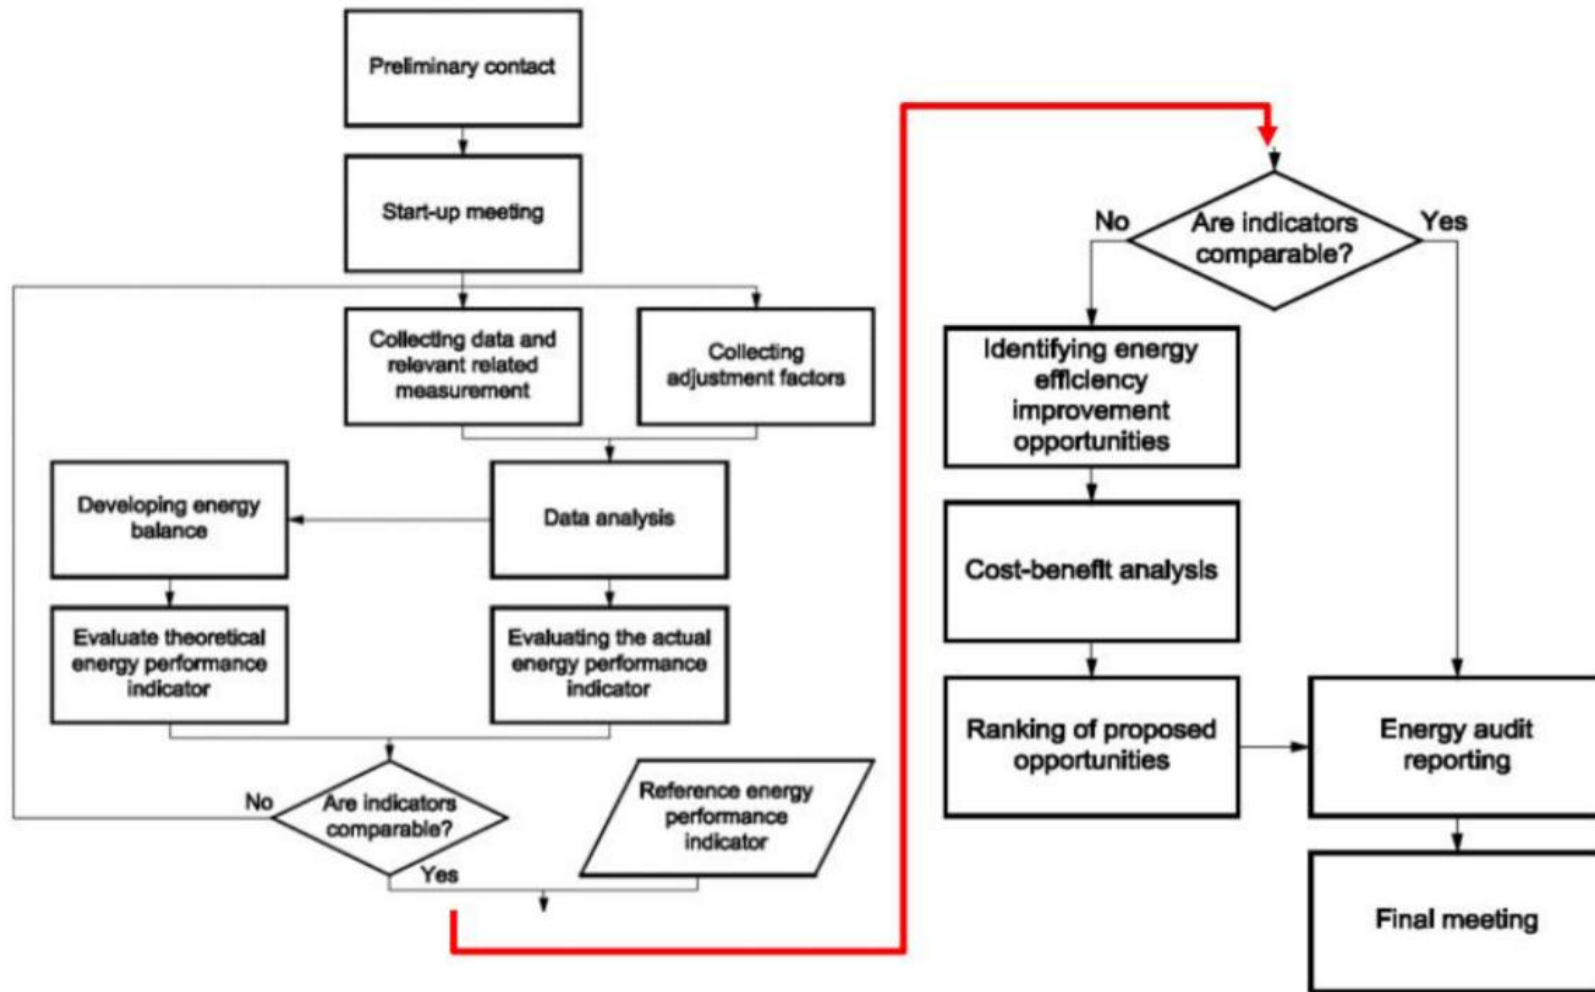 Preliminary contact
Start-up meeting
Collecting data and
relevant related
measurement
Collecting
adjustment factors
Developing energy
balance
Data analysis
Evaluate theoretical
energy performance
indicator
Evaluating the actual
energy performance
indicator
No
Are indicators
comparable?
Yes
Reference energy
performance
indicator
No
Are indicators
comparable?
Yes
Identifying energy
efficiency
improvement
opportunities
Cost-benefit analysis
Ranking of proposed
opportunities
Energy audit
reporting
Final meeting